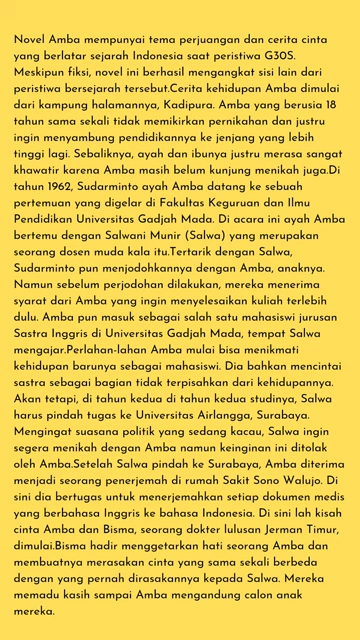 Novel Amba mempunyai tema perjuangan dan cerita cinta
yang berlatar sejarah Indonesia saat peristiwa G30S.
Meskipun fiksi, novel ini berhasil mengangkat sisi lain dari
peristiwa bersejarah tersebut.Cerita kehidupan Amba dimulai
dari kampung halamannya, Kadipura. Amba yang berusia 18
tahun sama sekali tidak memikirkan pernikahan dan justru
ingin menyambung pendidikannya ke jenjang yang lebih
tinggi lagi. Sebaliknya, ayah dan ibunya justru merasa sangat
khawatir karena Amba masih belum kunjung menikah juga.Di
tahun 1962, Sudarminto ayah Amba datang ke sebuah
pertemuan yang digelar di Fakultas Keguruan dan Ilmu
Pendidikan Universitas Gadjah Mada. Di acara ini ayah Amba
bertemu dengan Salwani Munir (Salwa) yang merupakan
seorang dosen muda kala itu.Tertarik dengan Salwa,
Sudarminto pun menjodohkannya dengan Amba, anaknya.
Namun sebelum perjodohan dilakukan, mereka menerima
syarat dari Amba yang ingin menyelesaikan kuliah terlebih
dulu. Amba pun masuk sebagai salah satu mahasiswi jurusan
Sastra Inggris di Universitas Gadjah Mada, tempat Salwa
mengajar.Perlahan-lahan Amba mulai bisa menikmati
kehidupan barunya sebagai mahasiswi. Dia bahkan mencintai
sastra sebagai bagian tidak terpisahkan dari kehidupannya.
Akan tetapi, di tahun kedua di tahun kedua studinya, Salwa
harus pindah tugas ke Universitas Airlangga, Surabaya.
Mengingat suasana politik yang sedang kacau, Salwa ingin
segera menikah dengan Amba namun keinginan ini ditolak
oleh Amba.Setelah Salwa pindah ke Surabaya, Amba diterima
menjadi seorang penerjemah di rumah Sakit Sono Walujo. Di
sini dia bertugas untuk menerjemahkan setiap dokumen medis
yang berbahasa Inggris ke bahasa Indonesia. Di sini lah kisah
cinta Amba dan Bisma, seorang dokter lulusan Jerman Timur,
dimulai.Bisma hadir menggetarkan hati seorang Amba dan
membuatnya merasakan cinta yang sama sekali berbeda
dengan yang pernah dirasakannya kepada Salwa. Mereka
memadu kasih sampai Amba mengandung calon anak
mereka.